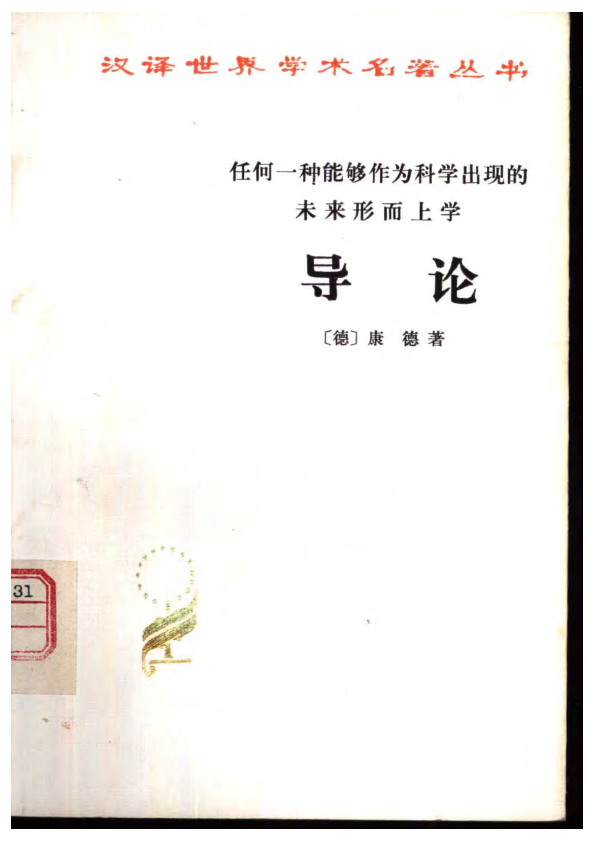 汉译世界学术名著丛书
任何一种能够作为科学出现的
未来形而上学
导论
〔德〕康 德著
31